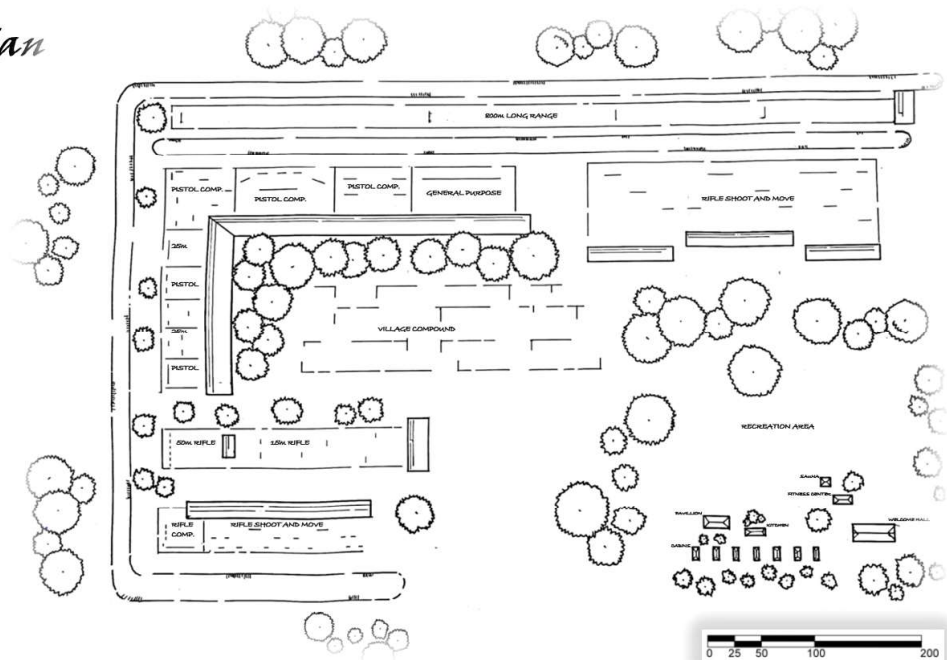 an
800m LONG RANGE
PISTOL COMP.
PISTOL COMP.
PISTOL COMP.
GENERAL PURPOSE
RIFLE SHOOT AND MOVE
25m
PISTOL
VILLAGE COMPOUND
PISTOL
RECREATION AREA
50m RIFLE
25m RIFLE
SAUNA
FITNESS CENTER
PAVILLION
KITCHEN
WELCOME HALL
RIFLE
COMP.
RIFLE SHOOT AND MOVE
CABINS
0 25 50 100 200